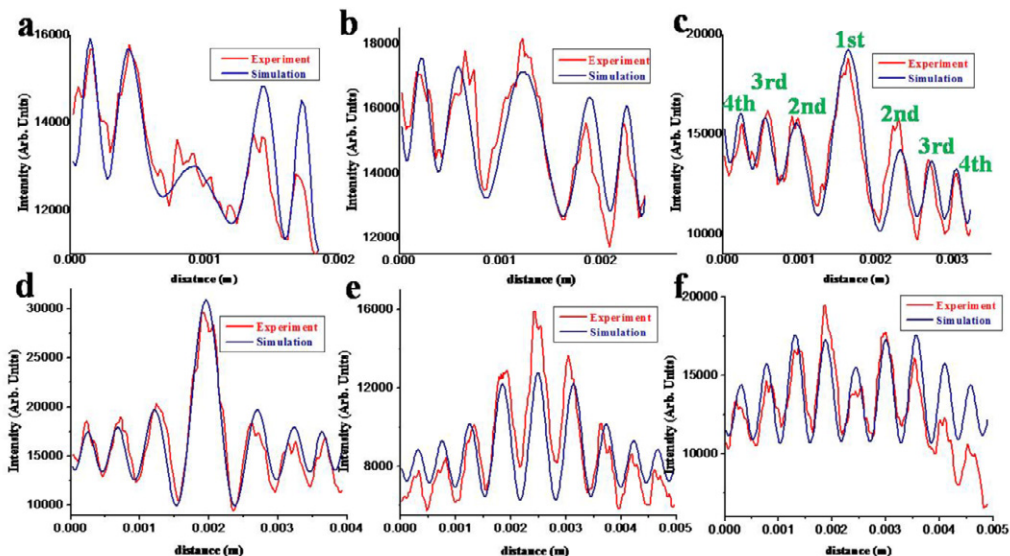 a
16000
14000
12000
Intensity (Arb. Units)
Experiment
Simulation
0.000
0.001
0.002
disxatnce (m)
b
18000
16000
14000
12000
Intensity (Arb. Units)
Experiment
Simulation
0.000
0.001
0.002
distance (m)
c
20000
15000
10000
Intensity (Arb. Units)
Experiment
Simulation
4th
3rd
2nd
1st
2nd
3rd
4th
0.000
0.001
0.002
0.003
distance (m)
d
30000
25000
20000
15000
10000
Intensity (Arb. Units)
Experiment
Simulation
0.000
0.001
0.002
0.003
0.004
distance (m)
e
16000
12000
8000
Intensity (Arb. Units)
Experiment
Simulation
0.000
0.001
0.002
0.003
0.004
0.005
distance (m)
f
20000
15000
10000
Intensity (Arb. Units)
Experiment
Simulation
0.000
0.001
0.002
0.003
0.004
0.005
distance (m)